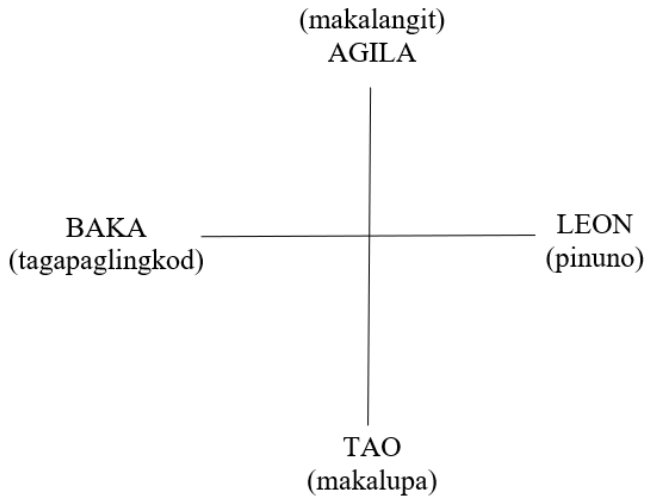 (makalangit)
AGILA
BAKA
(tagapaglingkod)
LEON
(pinuno)
TAO
(makalupa)